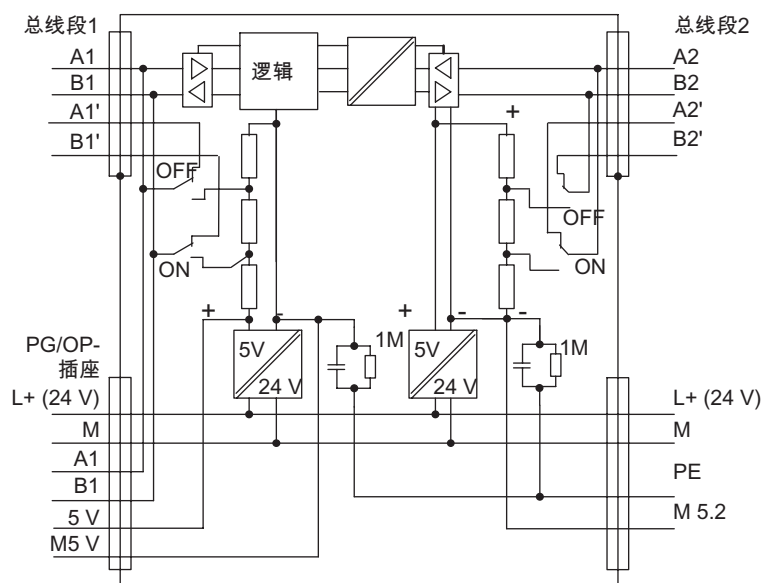 总线段1
总线段2
A1
B1
A1'
B1'
逻辑
A2
B2
A2'
B2'
+
OFF
OFF
ON
ON
+
-
+
-
-
PG/OP-
插座
5V
24 V
1M
5V
24 V
1M
L+ (24 V)
L+ (24 V)
M
M
A1
B1
PE
5 V
M 5.2
M5 V